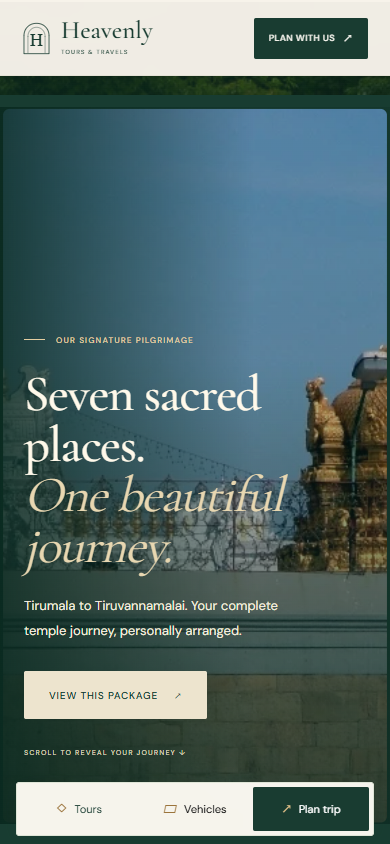 H
Heavenly
TOURS & TRAVELS
PLAN WITH US ↗
OUR SIGNATURE PILGRIMAGE
Seven sacred
places.
One beautiful
journey.
Tirumala to Tiruvannamalai. Your complete
temple journey, personally arranged.
VIEW THIS PACKAGE ↗
SCROLL TO REVEAL YOUR JOURNEY ↓
Tours
Vehicles
↗ Plan trip